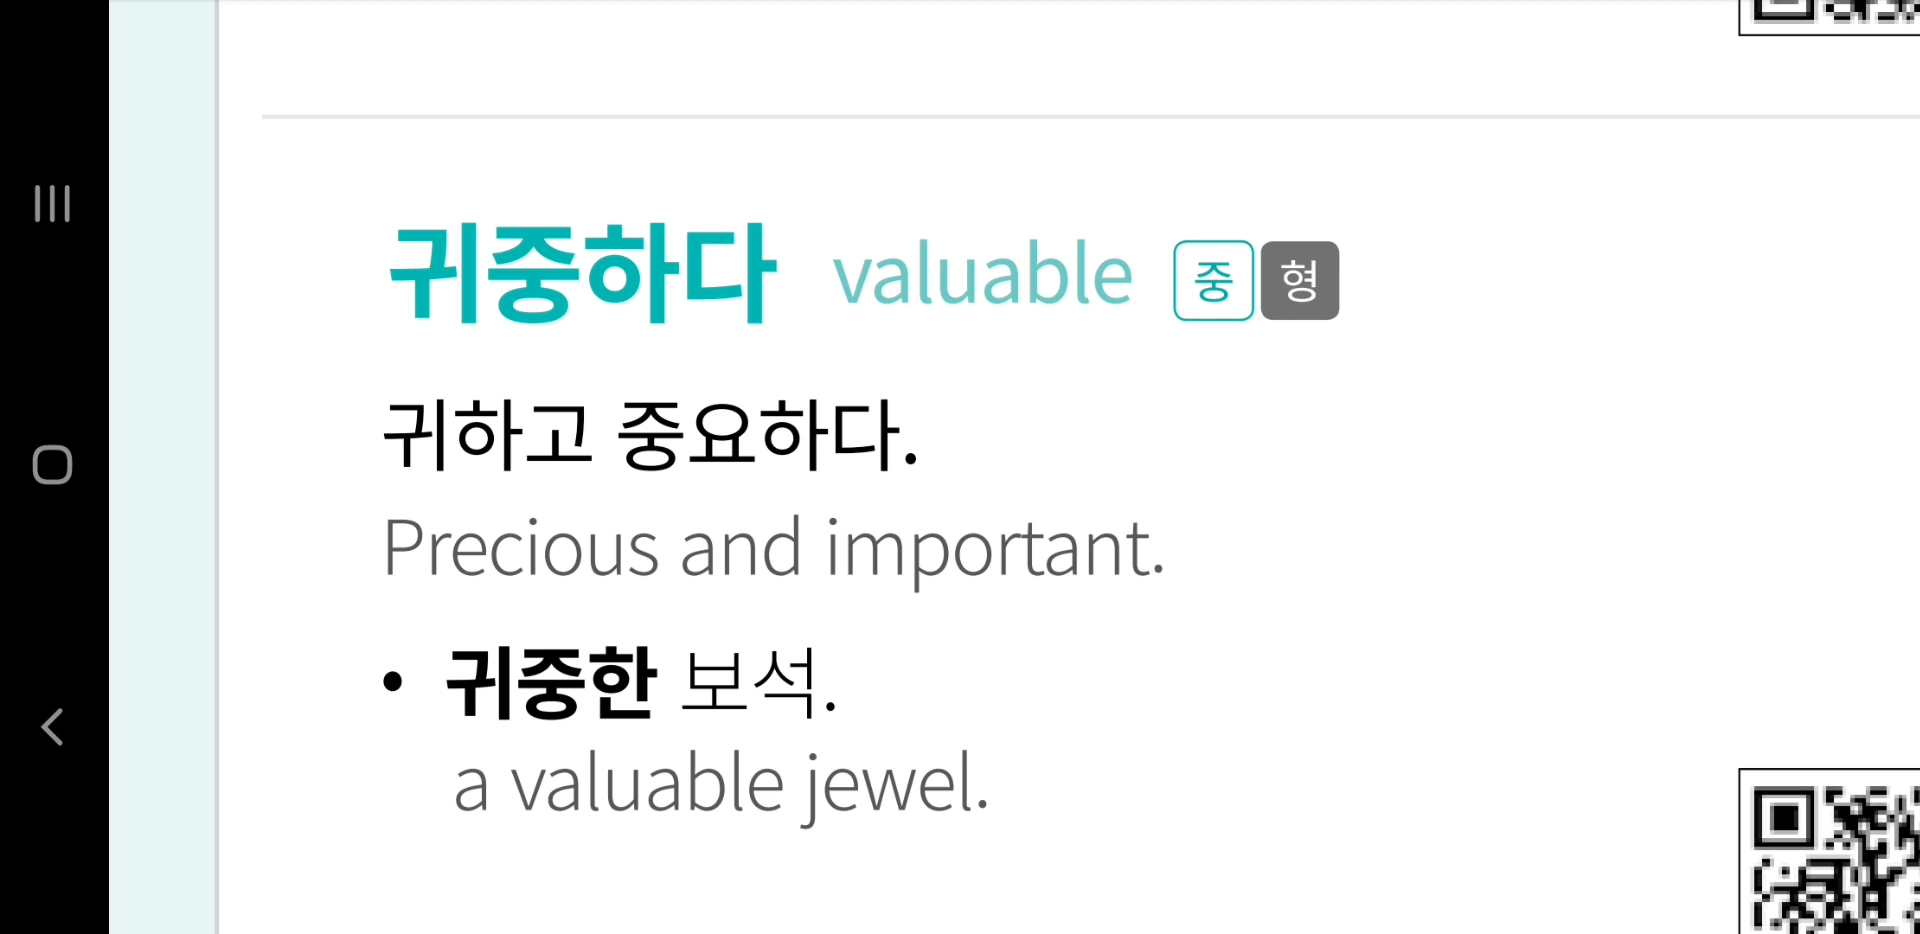 귀중하다 valuable 중 형
귀하고 중요하다.
Precious and important.
• 귀중한 보석.
a valuable jewel.